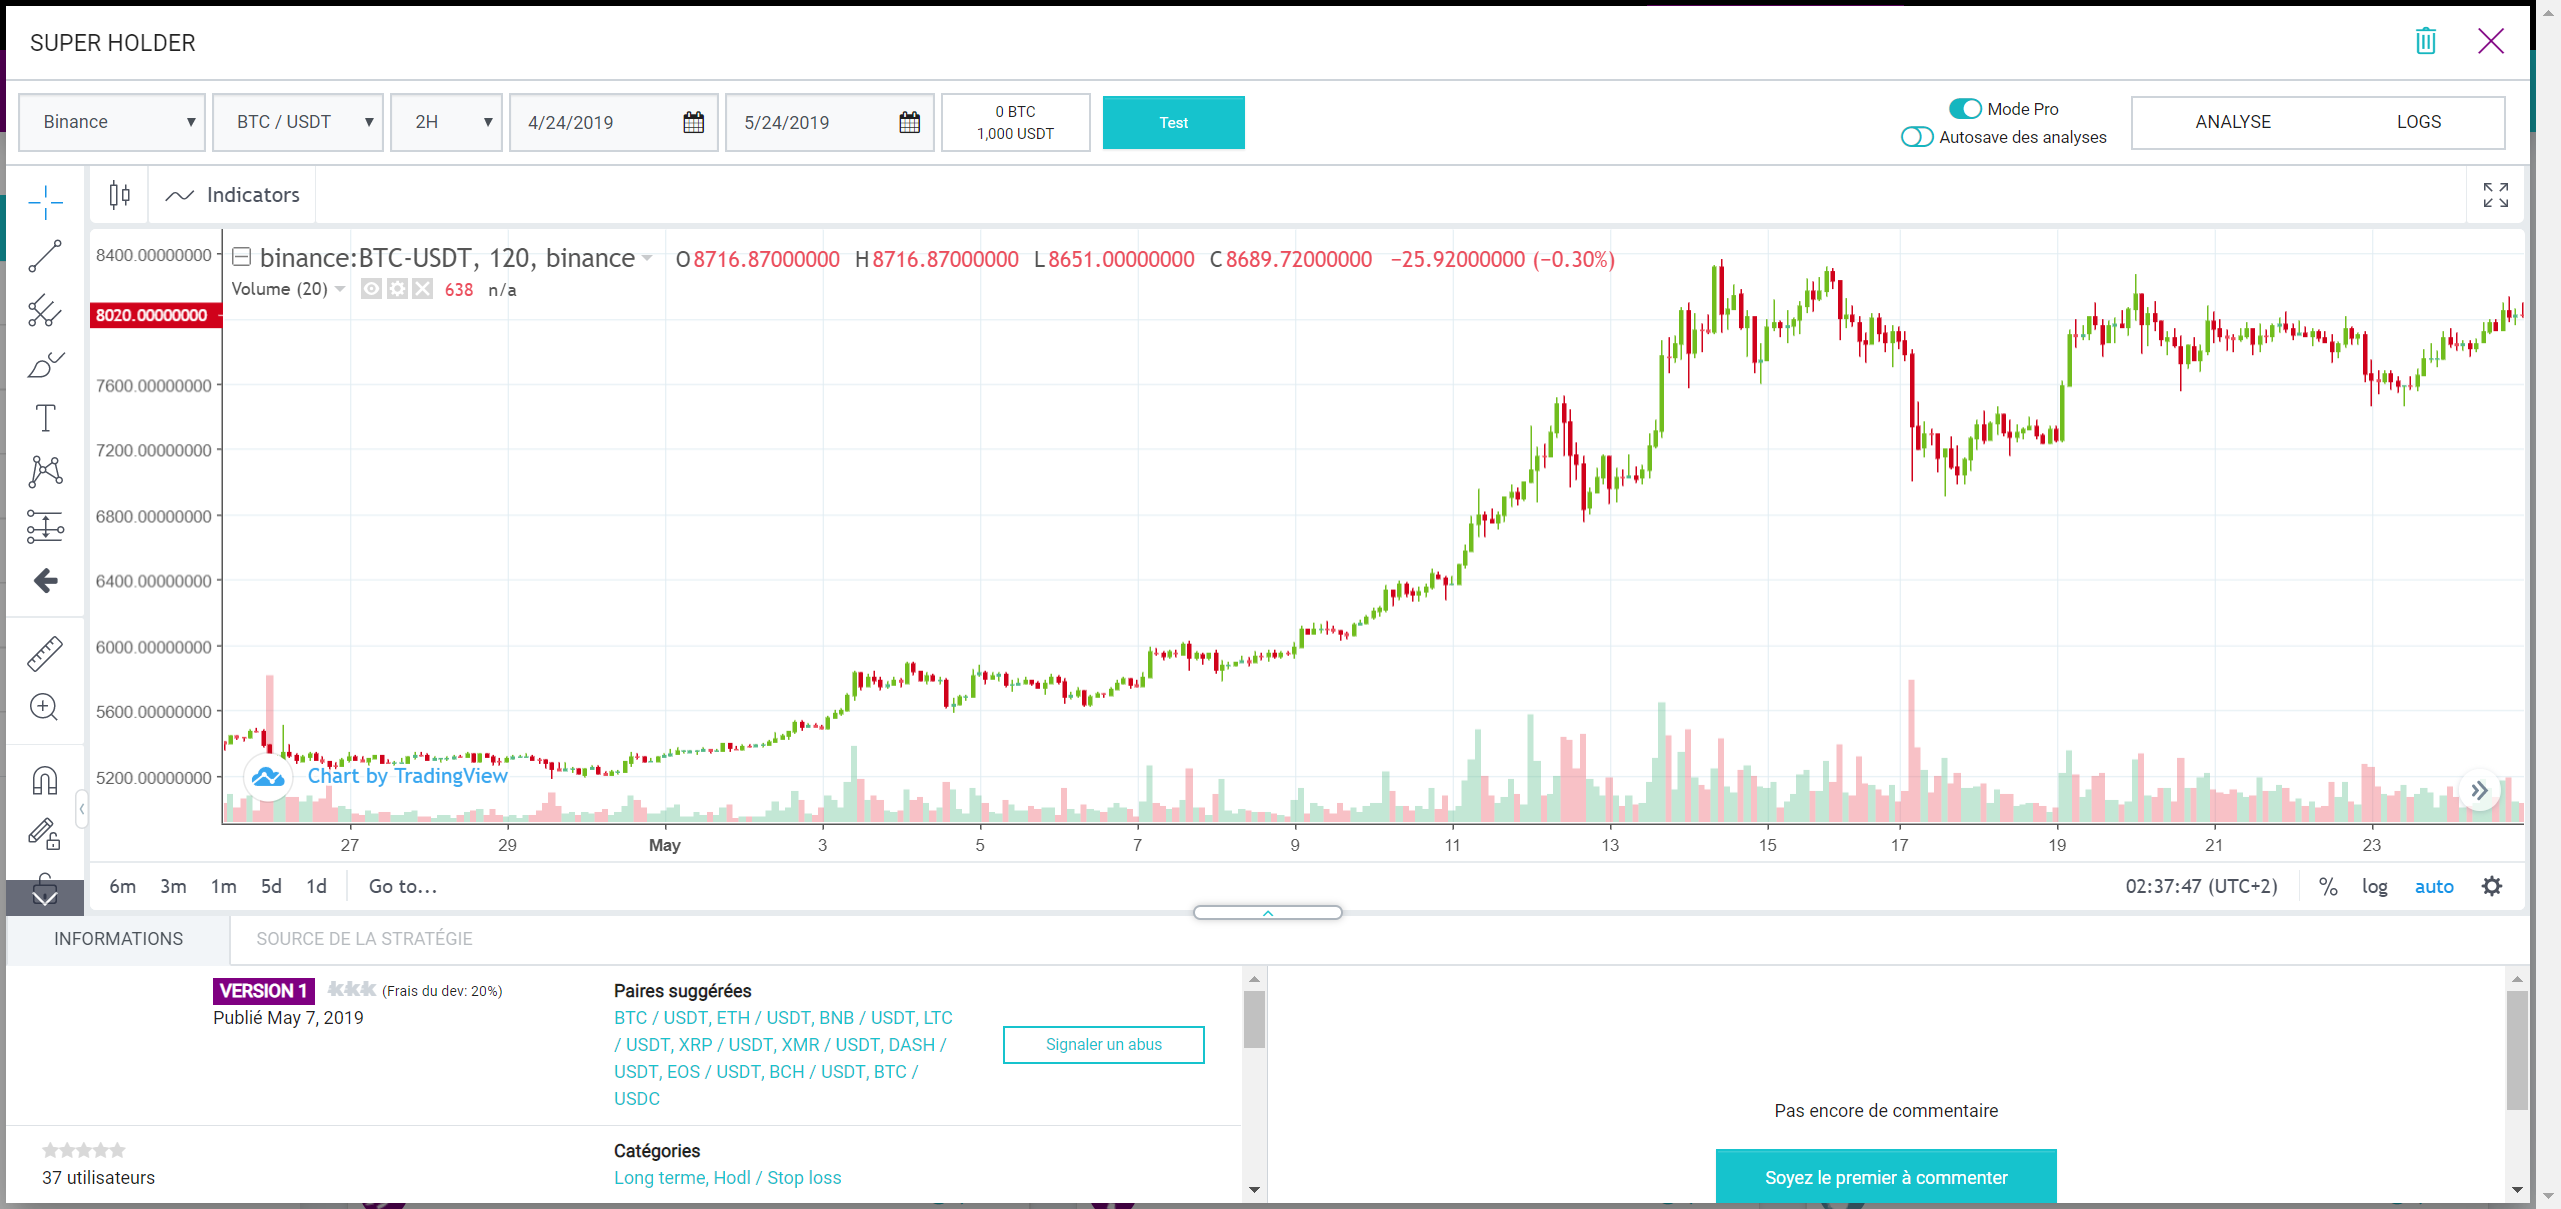 SUPER HOLDER
Binance
BTC / USDT
2H
4/24/2019
5/24/2019
0 BTC
1,000 USDT
Test
Mode Pro
Autosave des analyses
ANALYSE
LOGS
Indicators
binance:BTC-USDT, 120, binance
O8716.87000000 H8716.87000000 L8651.00000000 C8689.72000000 −25.92000000 (−0.30%)
Volume (20)
638 n/a
8400.00000000
8020.00000000
7600.00000000
7200.00000000
6800.00000000
6400.00000000
6000.00000000
5600.00000000
5200.00000000
Chart by TradingView
27 29 May 3 5 7 9 11 13 15 17 19 21 23
6m 3m 1m 5d 1d Go to...
02:37:47 (UTC+2) % log auto
INFORMATIONS
SOURCE DE LA STRATÉGIE
VERSION 1
(Frais du dev: 20%)
Publié May 7, 2019
Paires suggérées
BTC / USDT, ETH / USDT, BNB / USDT, LTC
/ USDT, XRP / USDT, XMR / USDT, DASH /
USDT, EOS / USDT, BCH / USDT, BTC /
USDC
Signaler un abus
37 utilisateurs
Catégories
Long terme, Hodl / Stop loss
Pas encore de commentaire
Soyez le premier à commenter